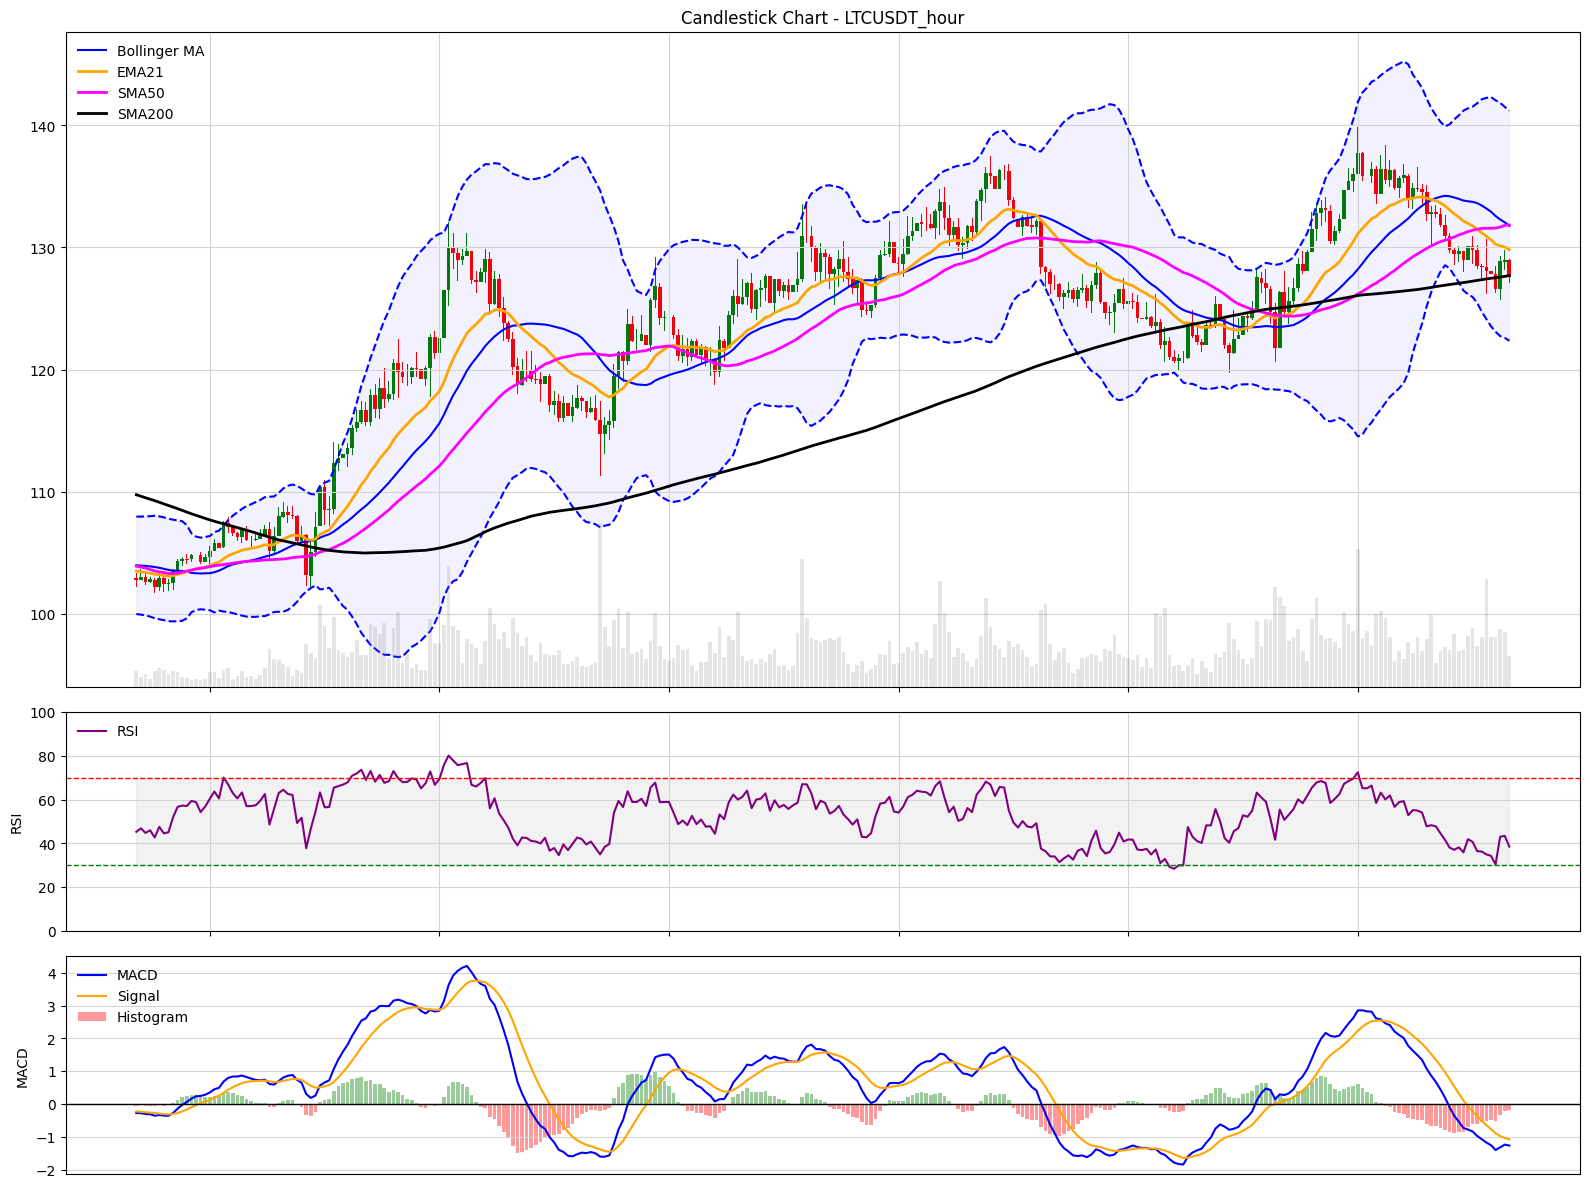 Candlestick Chart - LTCUSDT_hour
Bollinger MA
EMA21
SMA50
SMA200
140
130
120
110
100
100
80
60
40
20
0
RSI
RSI
4
3
2
1
0
−1
−2
MACD
MACD
Signal
Histogram